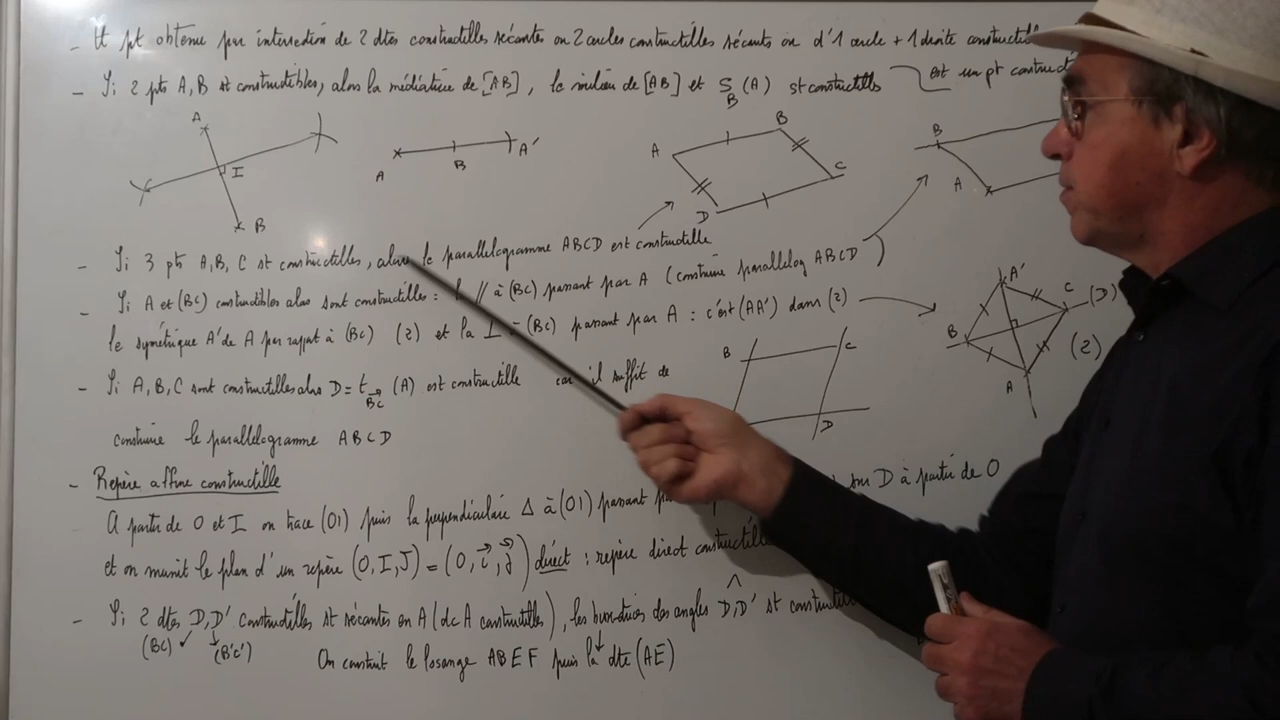 - Un pt obtenu par intersection de 2 dtes constructibles sécantes ou 2 cercles constructibles sécants ou d'1 cercle + 1 droite constructibl
est un pt constructi
- Si 2 pts A, B st constructibles, alors la médiatrice de [AB], le milieu de [AB] et S_B (A) st constructibles
A
I
B
A
B
A'
A
B
C
D
B
A
- Si 3 pts A, B, C st constructibles, alors le parallélogramme ABCD est constructible
- Si A et (BC) constructibles alors sont constructibles : la // à (BC) passant par A (construire parallélog ABCD)
le symétrique A' de A par rapport à (BC) (2) et la ⊥ à (BC) passant par A : c'est (AA') dans (2)
A'
C
(D)
B
(2)
A
- Si A, B, C sont constructibles alors D = t_BC→ (A) est constructible car il suffit de
construire le parallélogramme ABCD
B
C
D
- Repère affine constructible
A partir de O et I on trace (OI) puis la perpendiculaire Δ à (OI) passant sur D à partir de O
et on munit le plan d'un repère (O, I, J) = (O, i→, j→) direct : repère direct constructible
- Si 2 dtes D, D' constructibles st sécantes en A (dc A constructible), les bissectrices des angles D,D' st constructibl
(BC) ✓ ↓ (B'C')
On construit le losange ABEF puis la dte (AE)